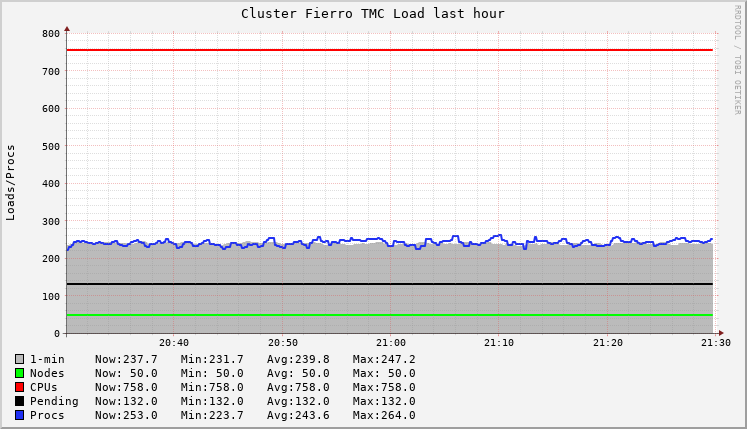 Cluster Fierro TMC Load last hour
RRDTOOL / TOBI OETIKER
Loads/Procs
800
700
600
500
400
300
200
100
0
20:40 20:50 21:00 21:10 21:20 21:30
1-min Now:237.7 Min:231.7 Avg:239.8 Max:247.2
Nodes Now: 50.0 Min: 50.0 Avg: 50.0 Max: 50.0
CPUs Now:758.0 Min:758.0 Avg:758.0 Max:758.0
Pending Now:132.0 Min:132.0 Avg:132.0 Max:132.0
Procs Now:253.0 Min:223.7 Avg:243.6 Max:264.0